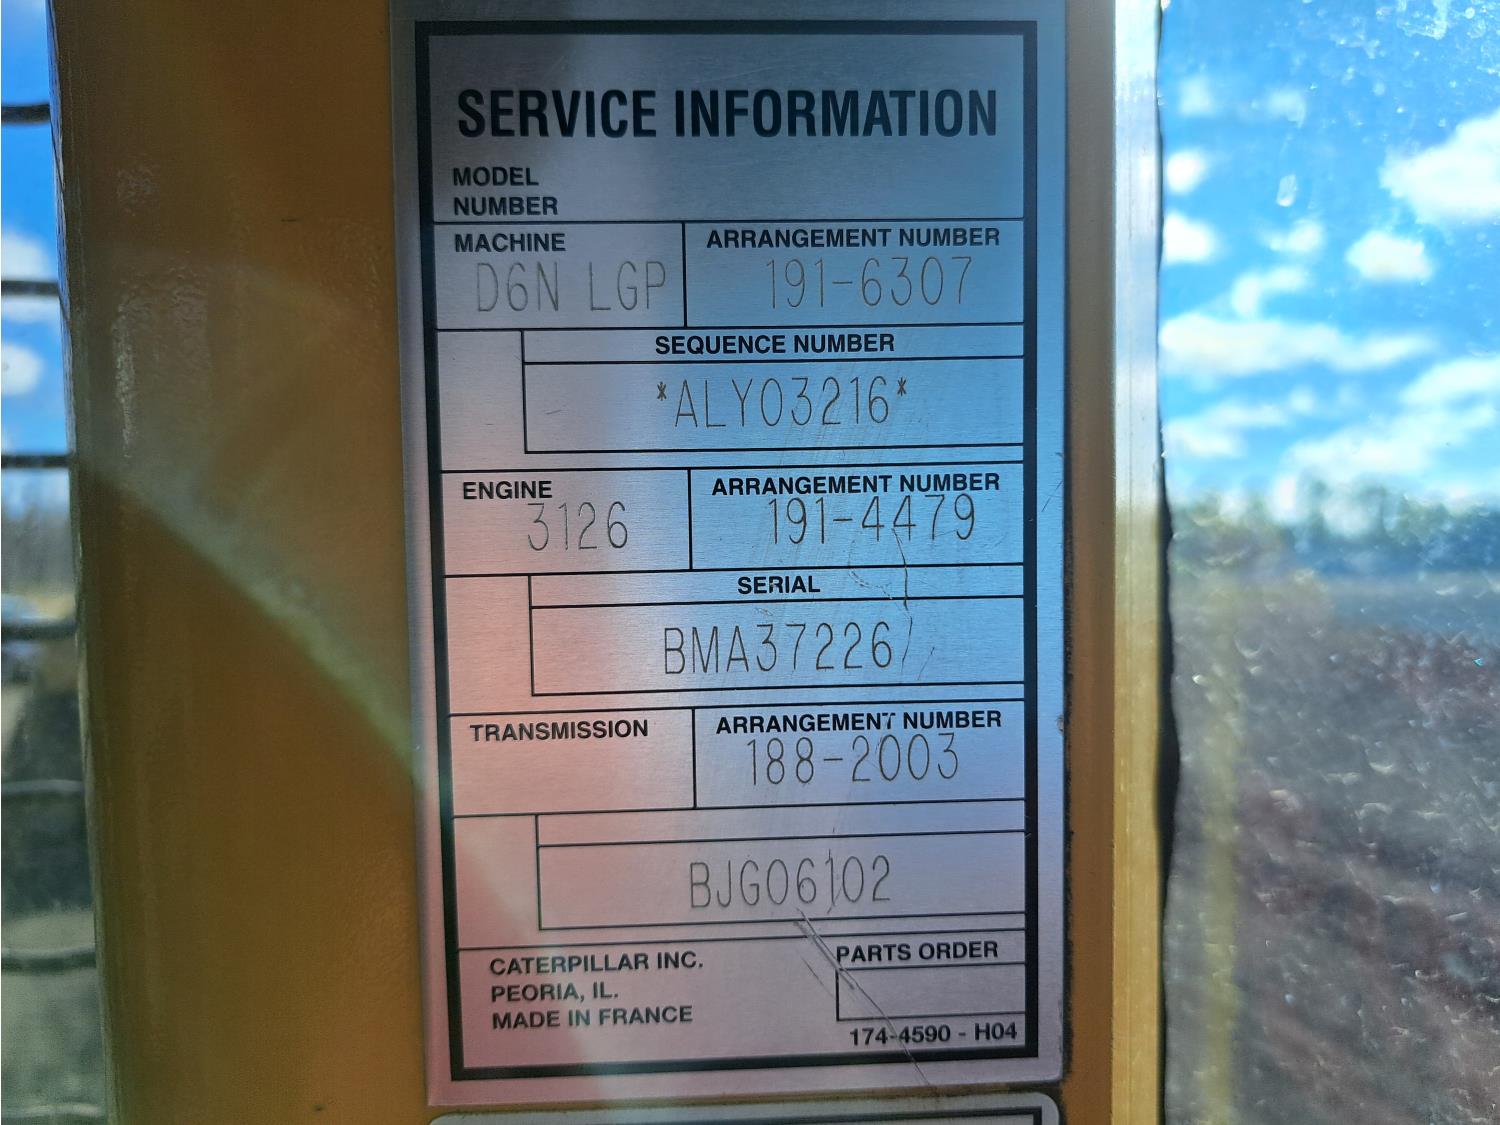 SERVICE INFORMATION
MODEL
NUMBER
MACHINE
D6N LGP
ARRANGEMENT NUMBER
191-6307
SEQUENCE NUMBER
*ALY03216*
ENGINE
3126
ARRANGEMENT NUMBER
191-4479
SERIAL
BMA37226
TRANSMISSION
ARRANGEMENT NUMBER
188-2003
BJG06102
CATERPILLAR INC.
PEORIA, IL.
MADE IN FRANCE
PARTS ORDER
174-4590 - H04